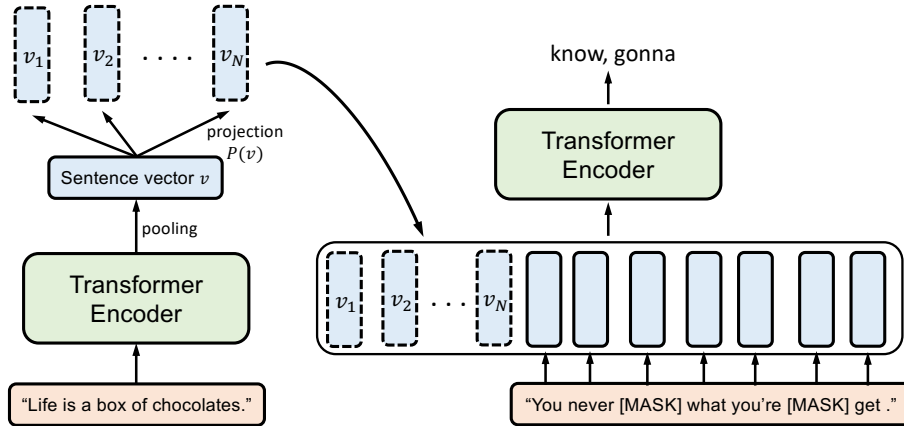 v1
v2
. . . .
vN
projection
P(v)
Sentence vector v
pooling
Transformer
Encoder
“Life is a box of chocolates.”
know, gonna
Transformer
Encoder
v1
v2
. . .
vN
“You never [MASK] what you're [MASK] get .”